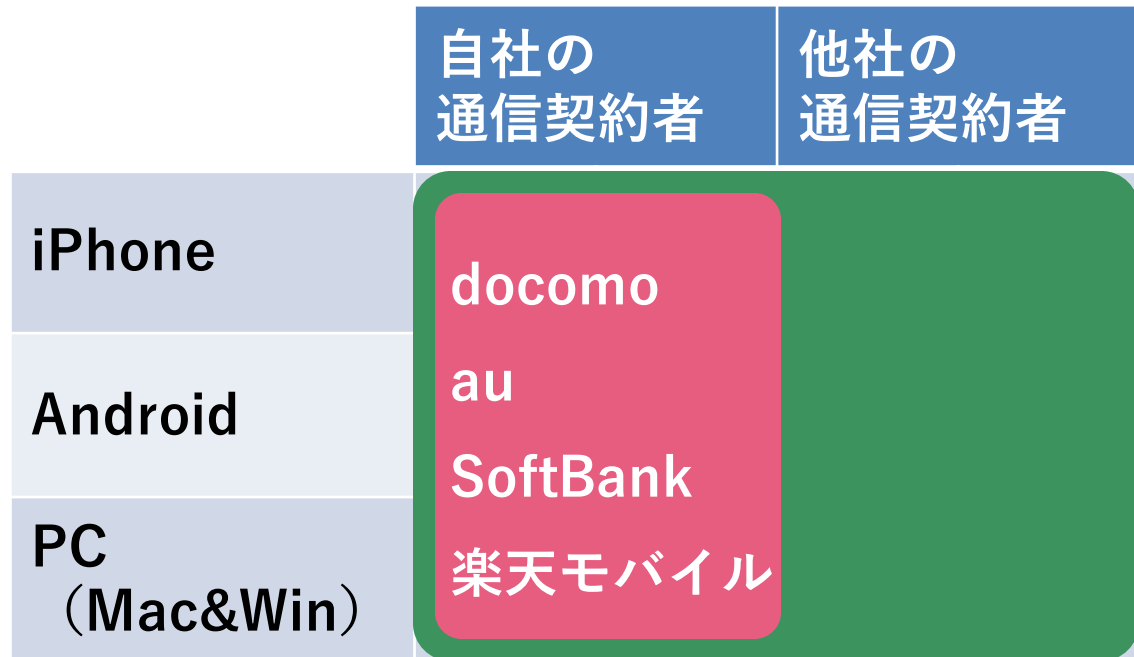 自社の
通信契約者
他社の
通信契約者
iPhone
docomo
au
Android
SoftBank
PC
（Mac&Win）
楽天モバイル